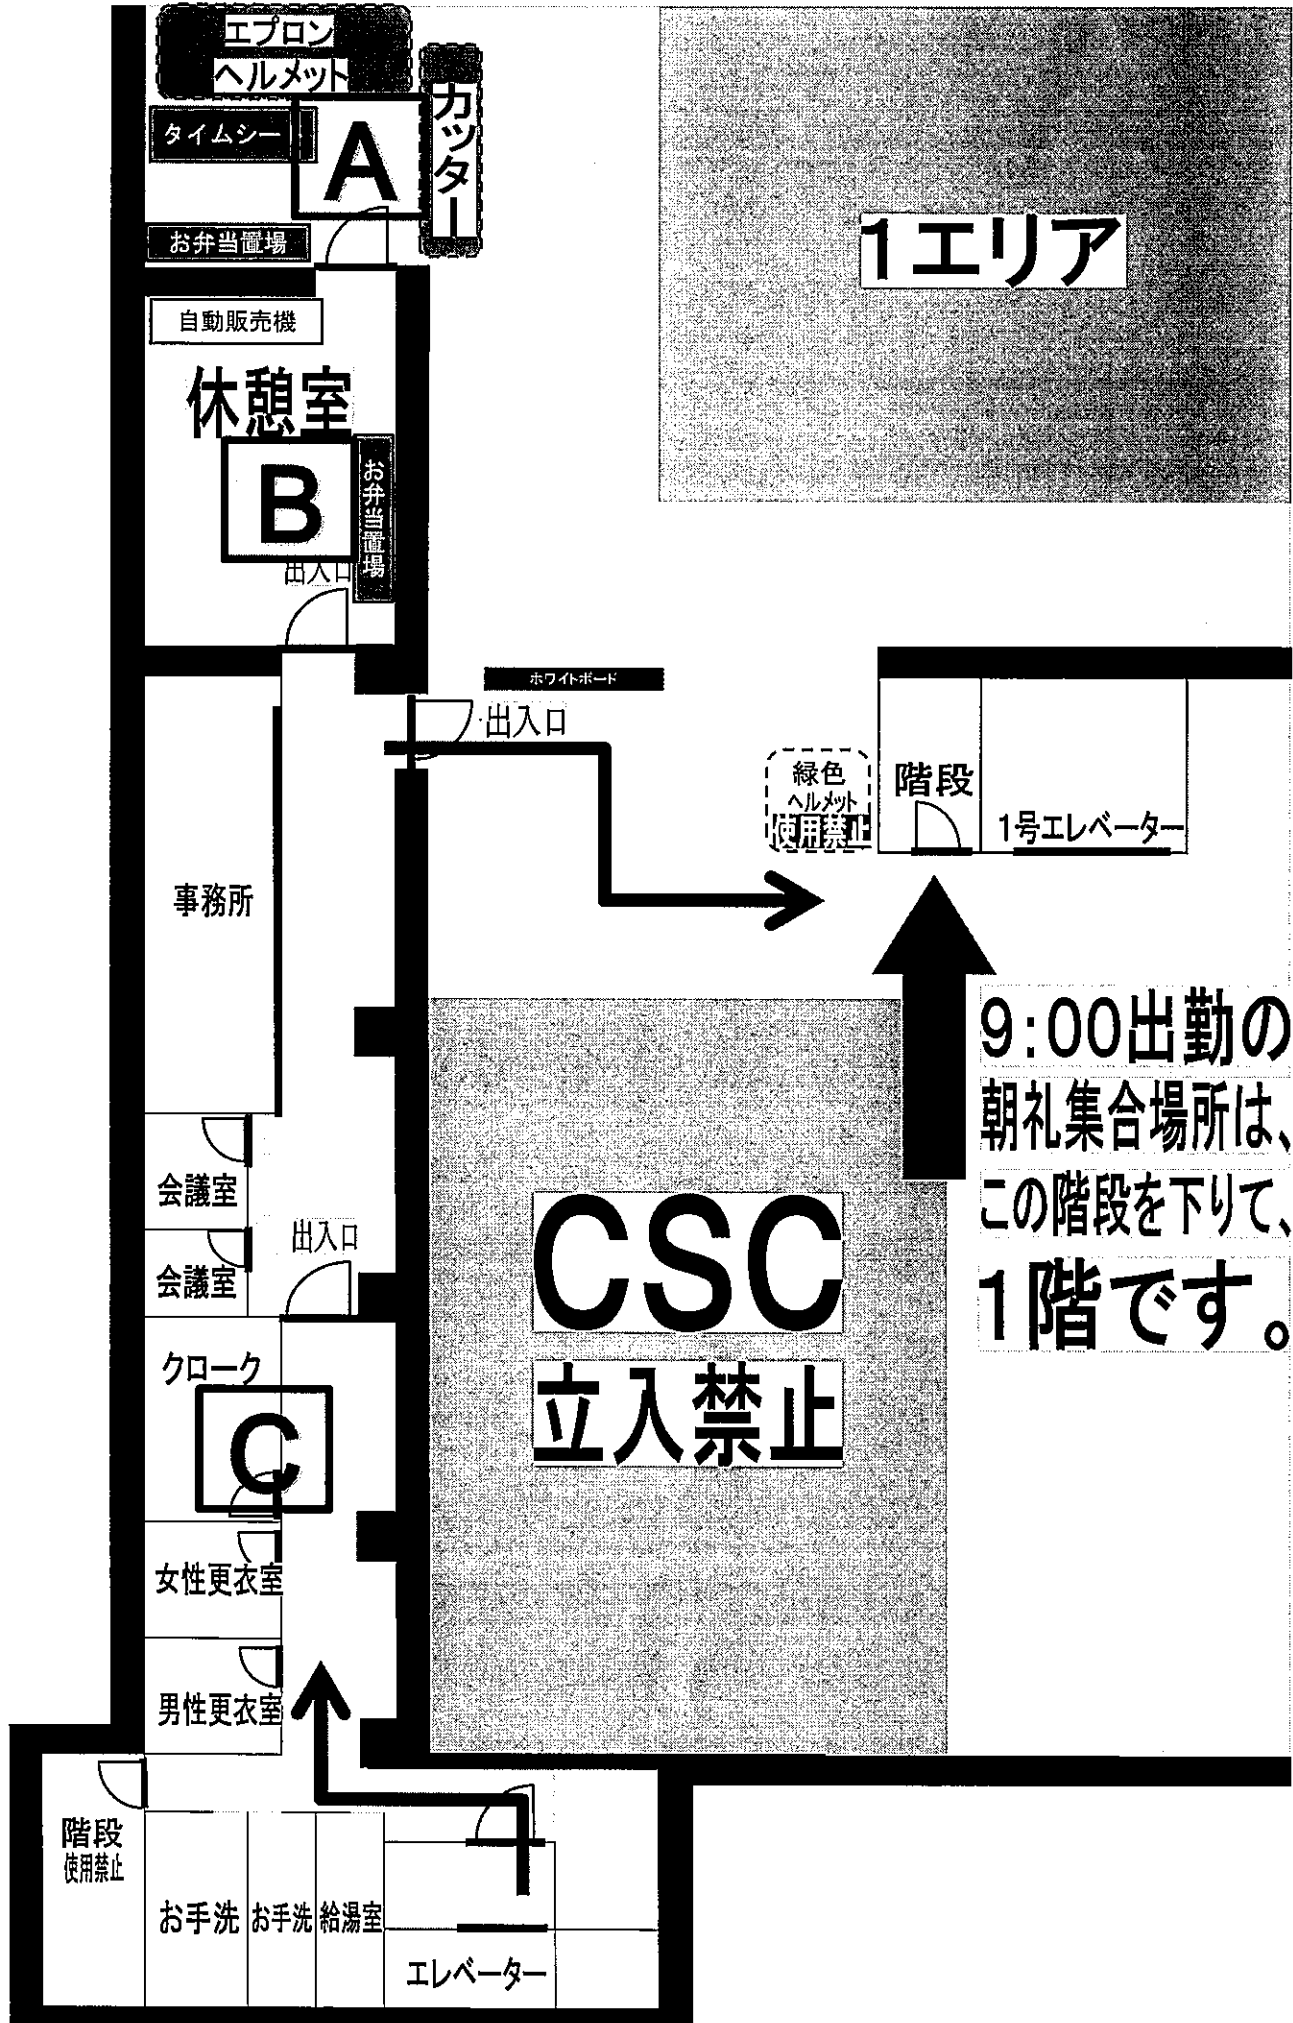 エプロン
ヘルメット
カッター
タイムシー
A
お弁当置場
1エリア
自動販売機
休憩室
B
お弁当置場
出入口
ホワイトボード
出入口
緑色
ヘルメット
使用禁止
階段
1号エレベーター
事務所
9:00出勤の
朝礼集合場所は、
この階段を下りて、
1階です。
会議室
出入口
会議室
CSC
立入禁止
クローク
C
女性更衣室
男性更衣室
階段
使用禁止
お手洗
お手洗
給湯室
エレベーター